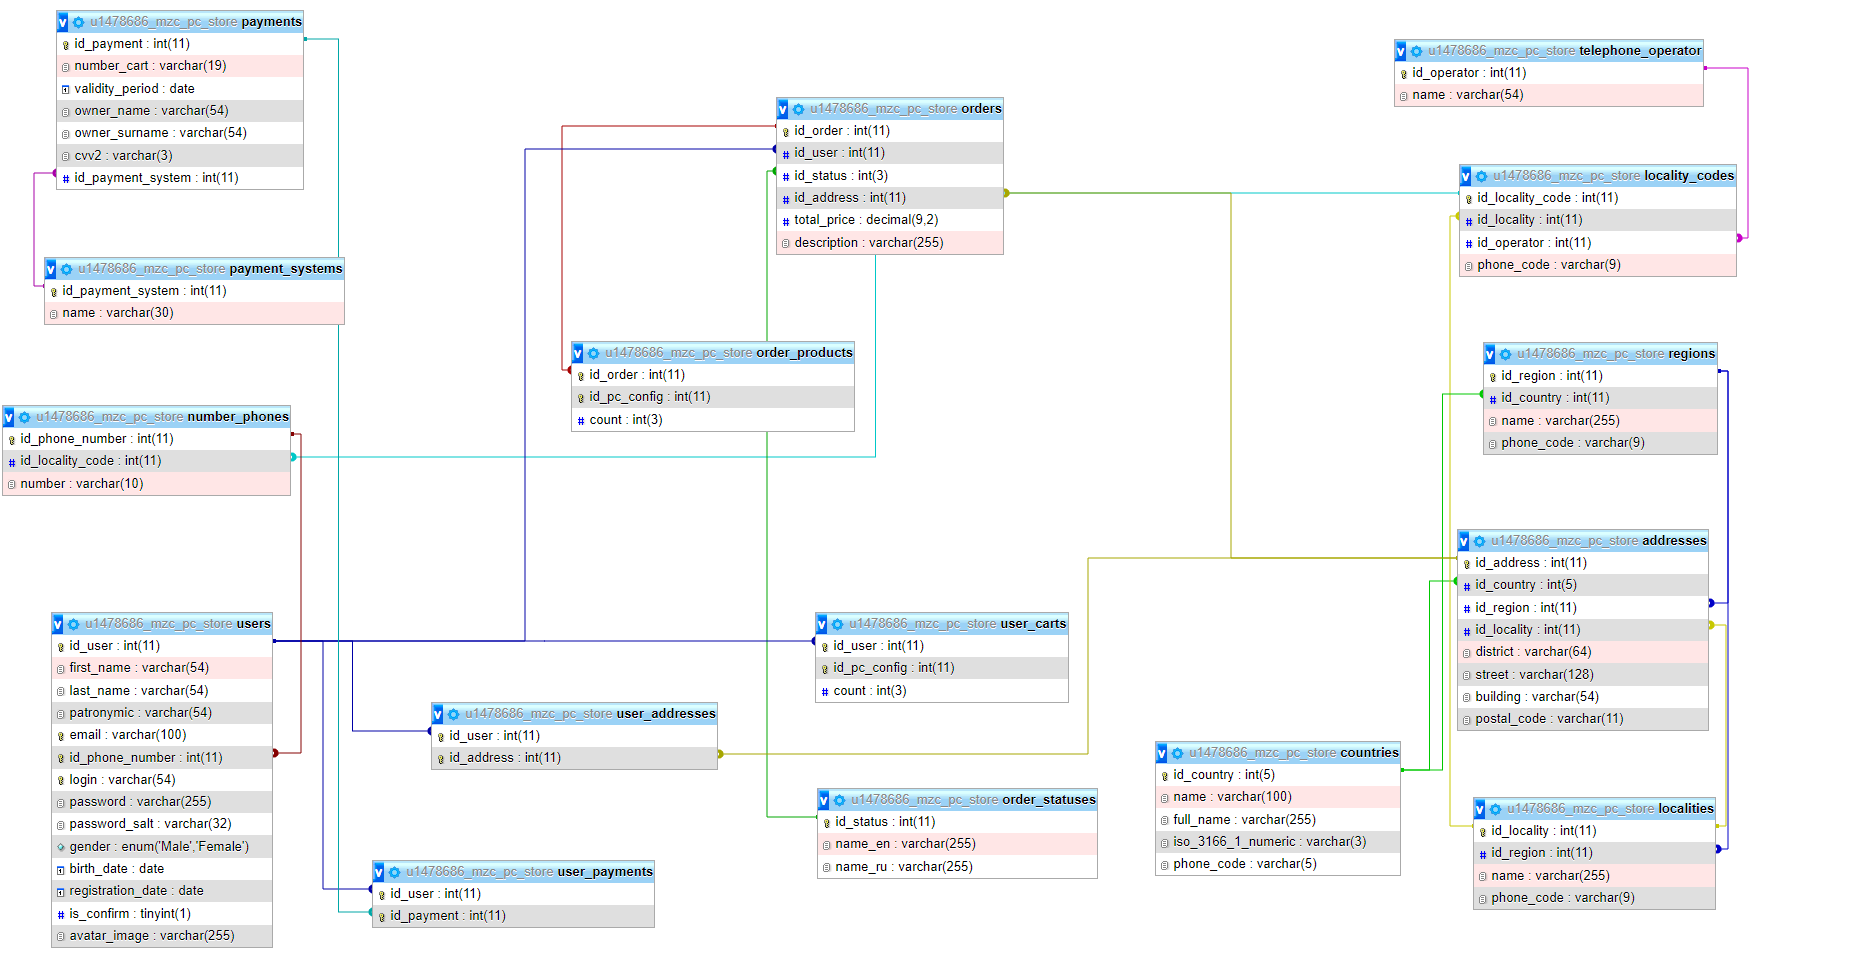 u1478686_mzc_pc_store payments
id_payment : int(11)
number_cart : varchar(19)
validity_period : date
owner_name : varchar(54)
owner_surname : varchar(54)
cvv2 : varchar(3)
id_payment_system : int(11)
u1478686_mzc_pc_store payment_systems
id_payment_system : int(11)
name : varchar(30)
u1478686_mzc_pc_store number_phones
id_phone_number : int(11)
id_locality_code : int(11)
number : varchar(10)
u1478686_mzc_pc_store users
id_user : int(11)
first_name : varchar(54)
last_name : varchar(54)
patronymic : varchar(54)
email : varchar(100)
id_phone_number : int(11)
login : varchar(54)
password : varchar(255)
password_salt : varchar(32)
gender : enum('Male','Female')
birth_date : date
registration_date : date
is_confirm : tinyint(1)
avatar_image : varchar(255)
u1478686_mzc_pc_store orders
id_order : int(11)
id_user : int(11)
id_status : int(3)
id_address : int(11)
total_price : decimal(9,2)
description : varchar(255)
u1478686_mzc_pc_store order_products
id_order : int(11)
id_pc_config : int(11)
count : int(3)
u1478686_mzc_pc_store user_carts
id_user : int(11)
id_pc_config : int(11)
count : int(3)
u1478686_mzc_pc_store user_addresses
id_user : int(11)
id_address : int(11)
u1478686_mzc_pc_store order_statuses
id_status : int(11)
name_en : varchar(255)
name_ru : varchar(255)
u1478686_mzc_pc_store user_payments
id_user : int(11)
id_payment : int(11)
u1478686_mzc_pc_store telephone_operator
id_operator : int(11)
name : varchar(54)
u1478686_mzc_pc_store locality_codes
id_locality_code : int(11)
id_locality : int(11)
id_operator : int(11)
phone_code : varchar(9)
u1478686_mzc_pc_store regions
id_region : int(11)
id_country : int(11)
name : varchar(255)
phone_code : varchar(9)
u1478686_mzc_pc_store addresses
id_address : int(11)
id_country : int(5)
id_region : int(11)
id_locality : int(11)
district : varchar(64)
street : varchar(128)
building : varchar(54)
postal_code : varchar(11)
u1478686_mzc_pc_store countries
id_country : int(5)
name : varchar(100)
full_name : varchar(255)
iso_3166_1_numeric : varchar(3)
phone_code : varchar(5)
u1478686_mzc_pc_store localities
id_locality : int(11)
id_region : int(11)
name : varchar(255)
phone_code : varchar(9)